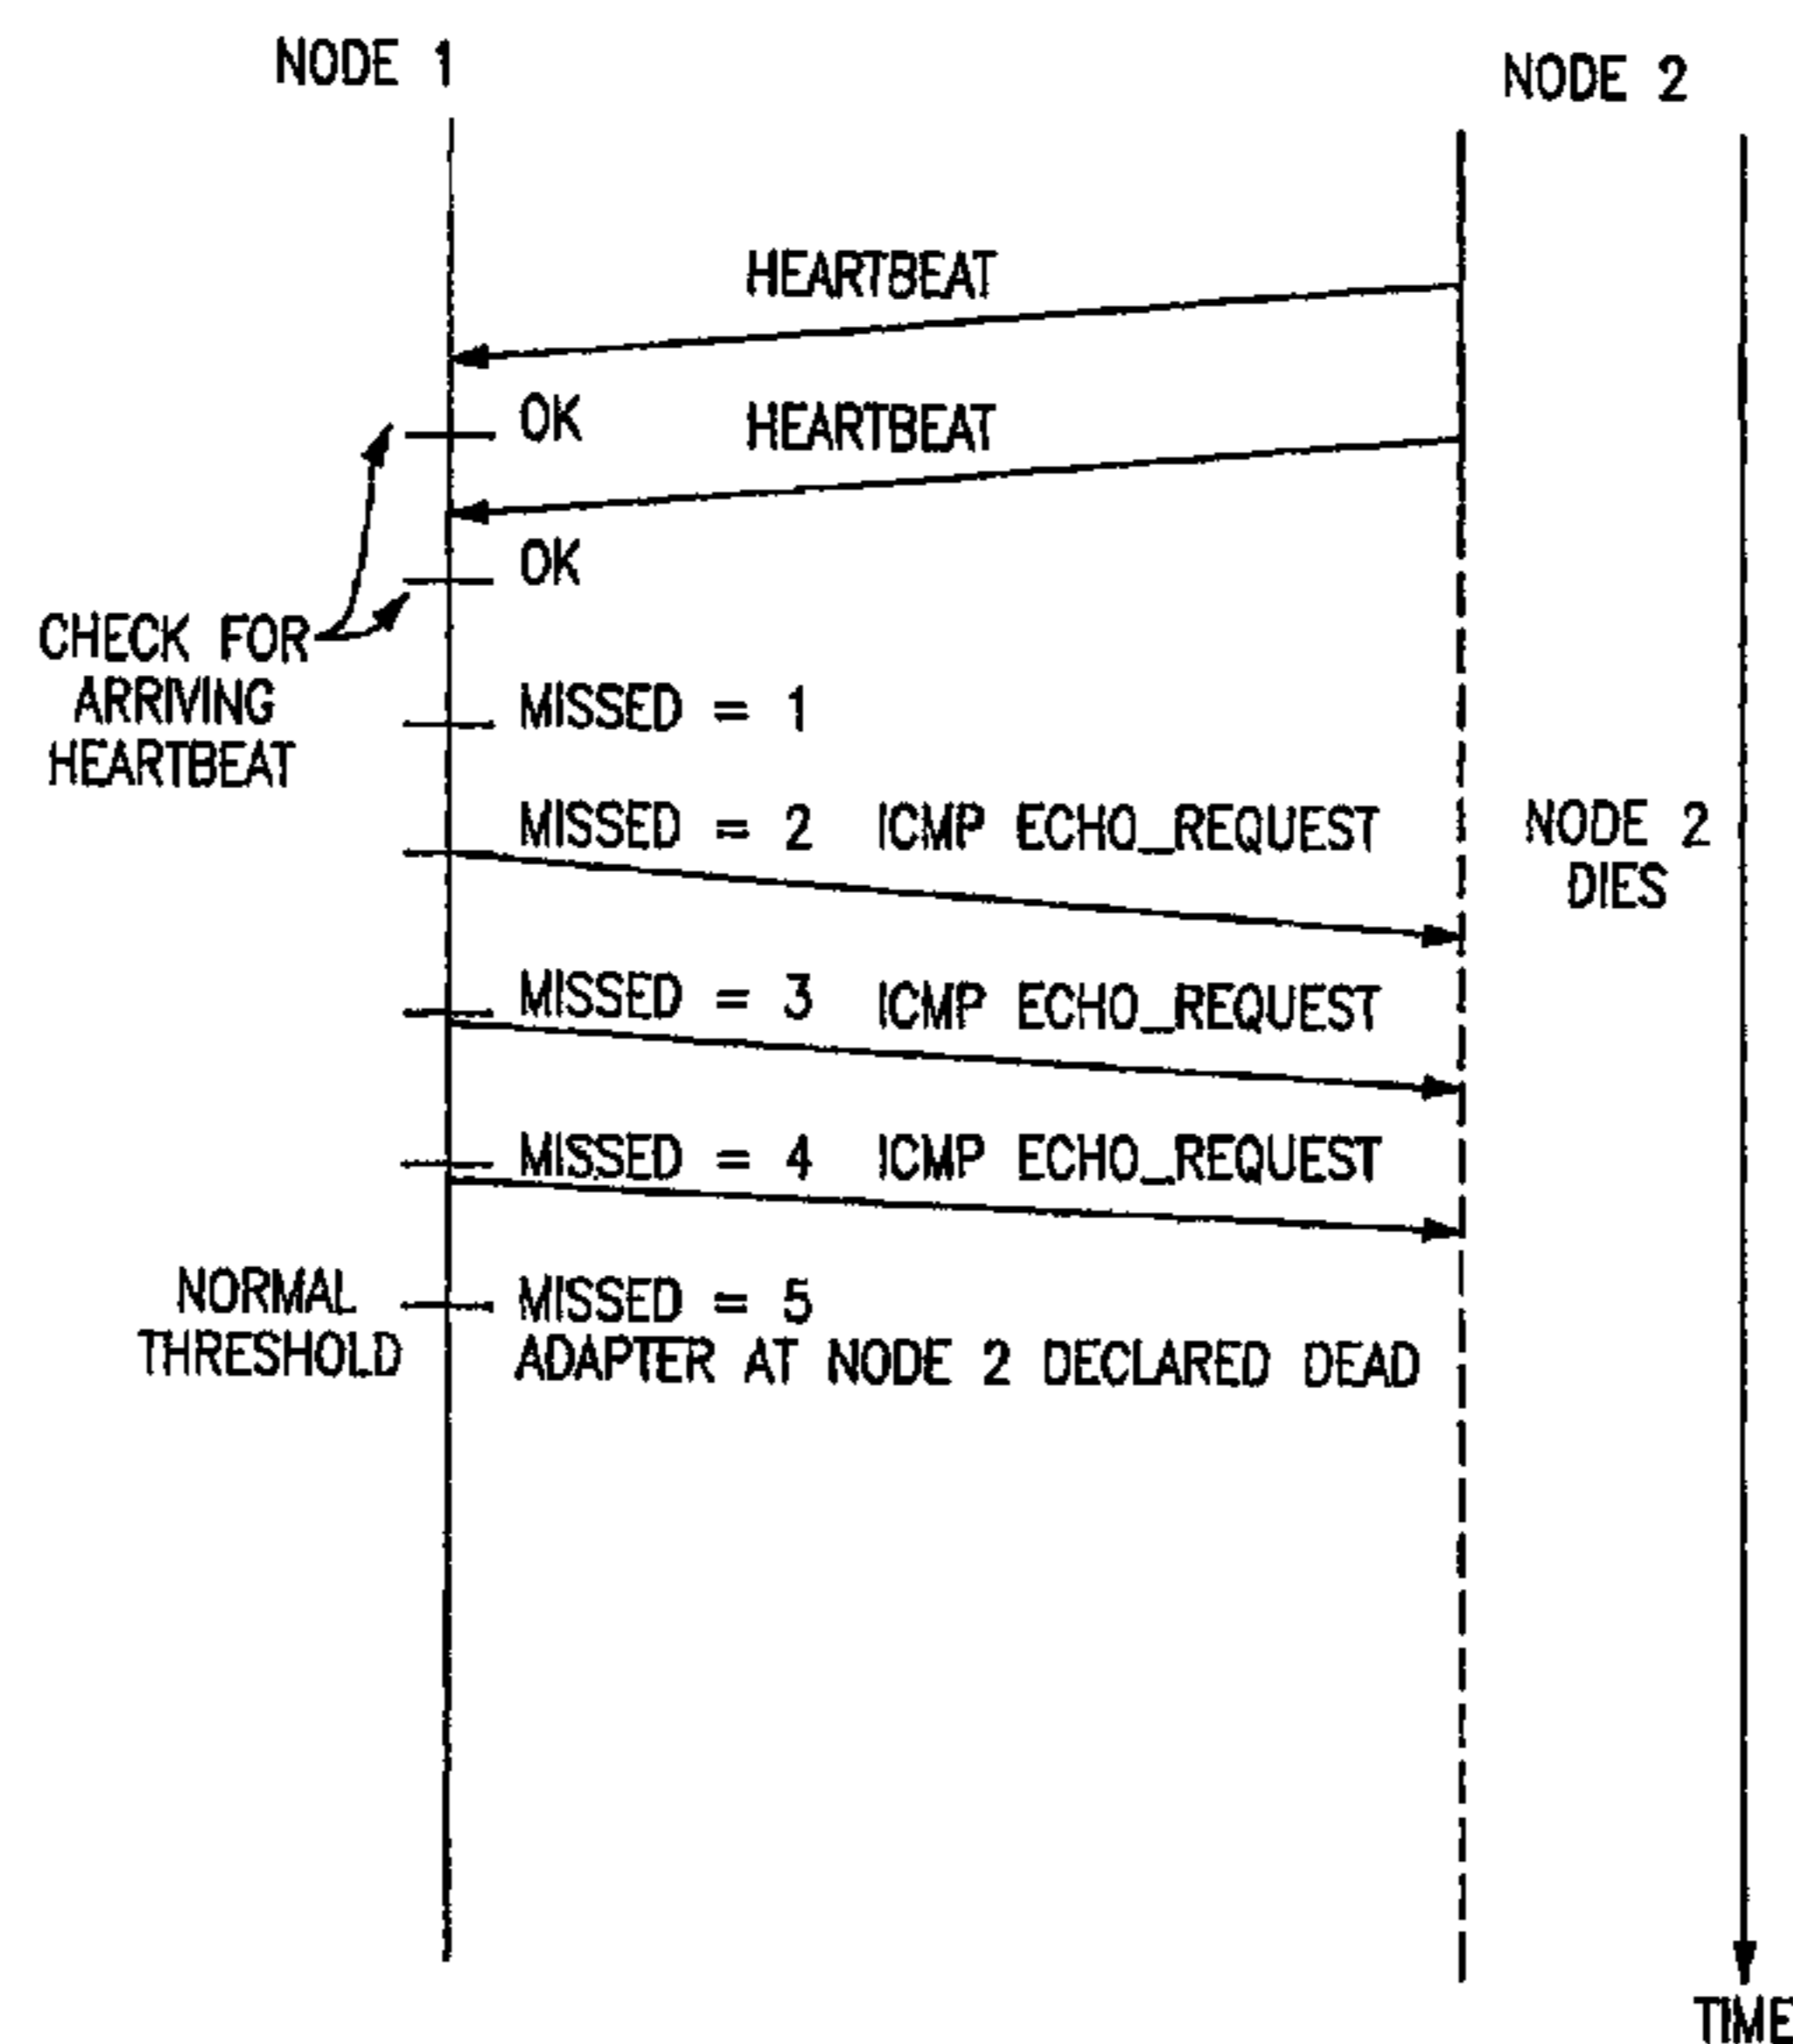 NODE 1
NODE 2
HEARTBEAT
OK
HEARTBEAT
OK
CHECK FOR
ARRIVING
HEARTBEAT
MISSED = 1
MISSED = 2 ICMP ECHO_REQUEST
NODE 2
DIES
MISSED = 3 ICMP ECHO_REQUEST
MISSED = 4 ICMP ECHO_REQUEST
NORMAL
THRESHOLD
MISSED = 5
ADAPTER AT NODE 2 DECLARED DEAD
TIME